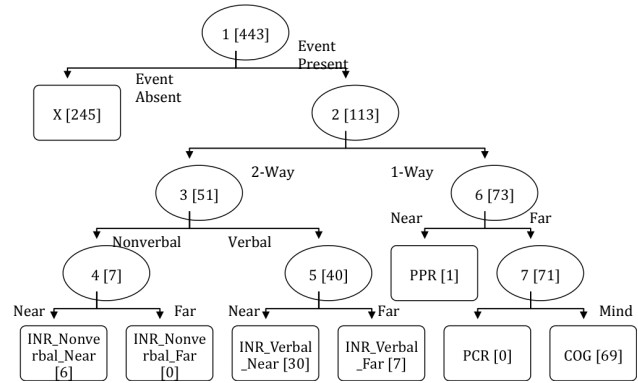 1 [443]
Event
Present
Event
Absent
X [245]
2 [113]
2-Way
1-Way
3 [51]
6 [73]
Nonverbal
Verbal
Near
Far
4 [7]
5 [40]
PPR [1]
7 [71]
Near
Far
Near
Far
Mind
INR_Nonve
rbal_Near
[6]
INR_Nonve
rbal_Far
[0]
INR_Verbal
_Near [30]
INR_Verbal
_Far [7]
PCR [0]
COG [69]